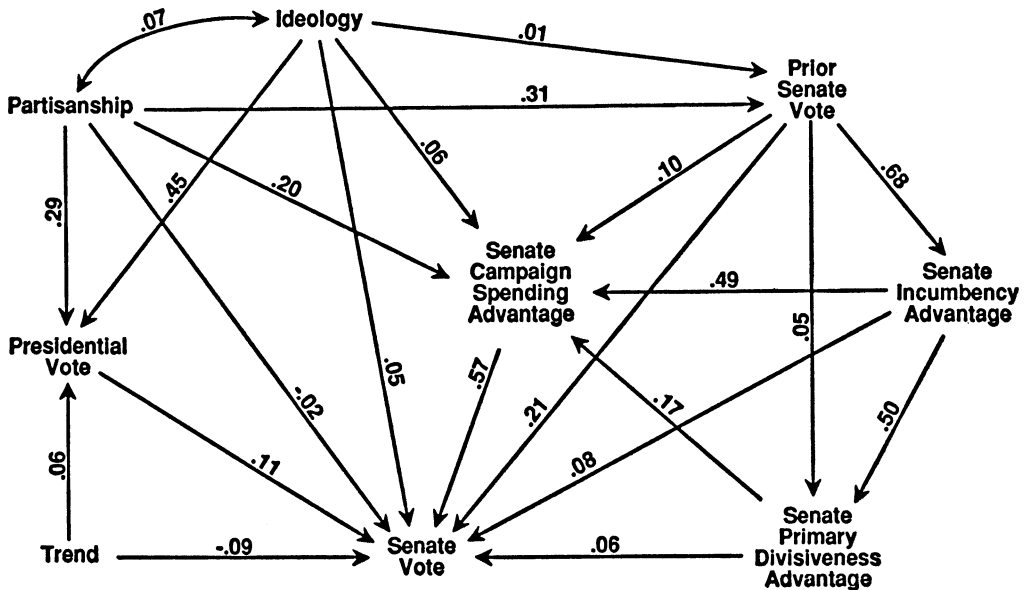 .07
Ideology
.01
Prior
Senate
Vote
Partisanship
.31
.06
.10
.68
.45
.20
.29
Senate
Campaign
Spending
Advantage
.49
Senate
Incumbency
Advantage
.05
Presidential
Vote
.05
.57
-.02
.21
.17
.50
.11
.08
.06
Trend
-.09
Senate
Vote
.06
Senate
Primary
Divisiveness
Advantage